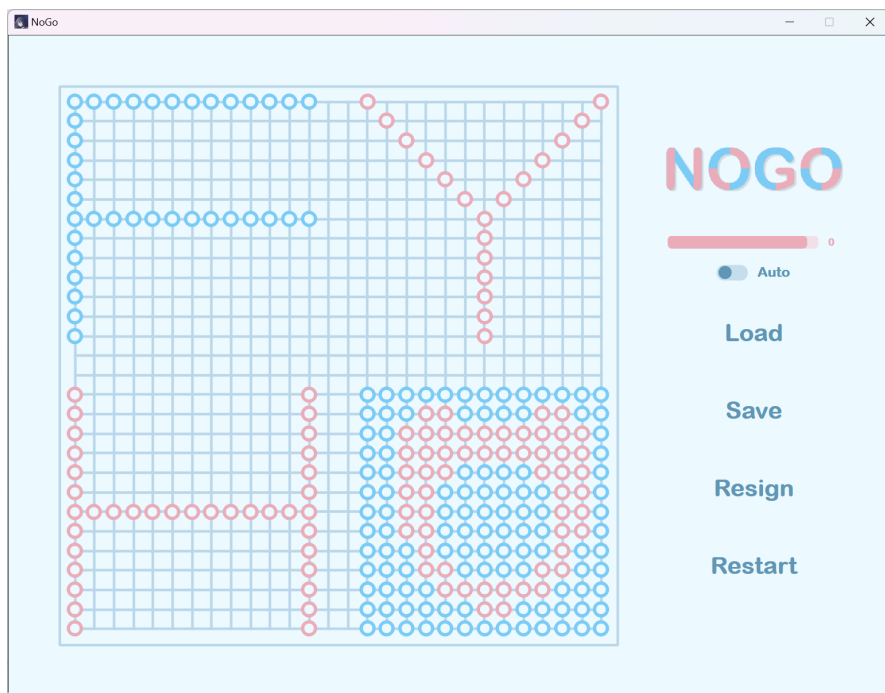 NoGo
F Y
H
NOGO
0
Auto
Load
Save
Resign
Restart